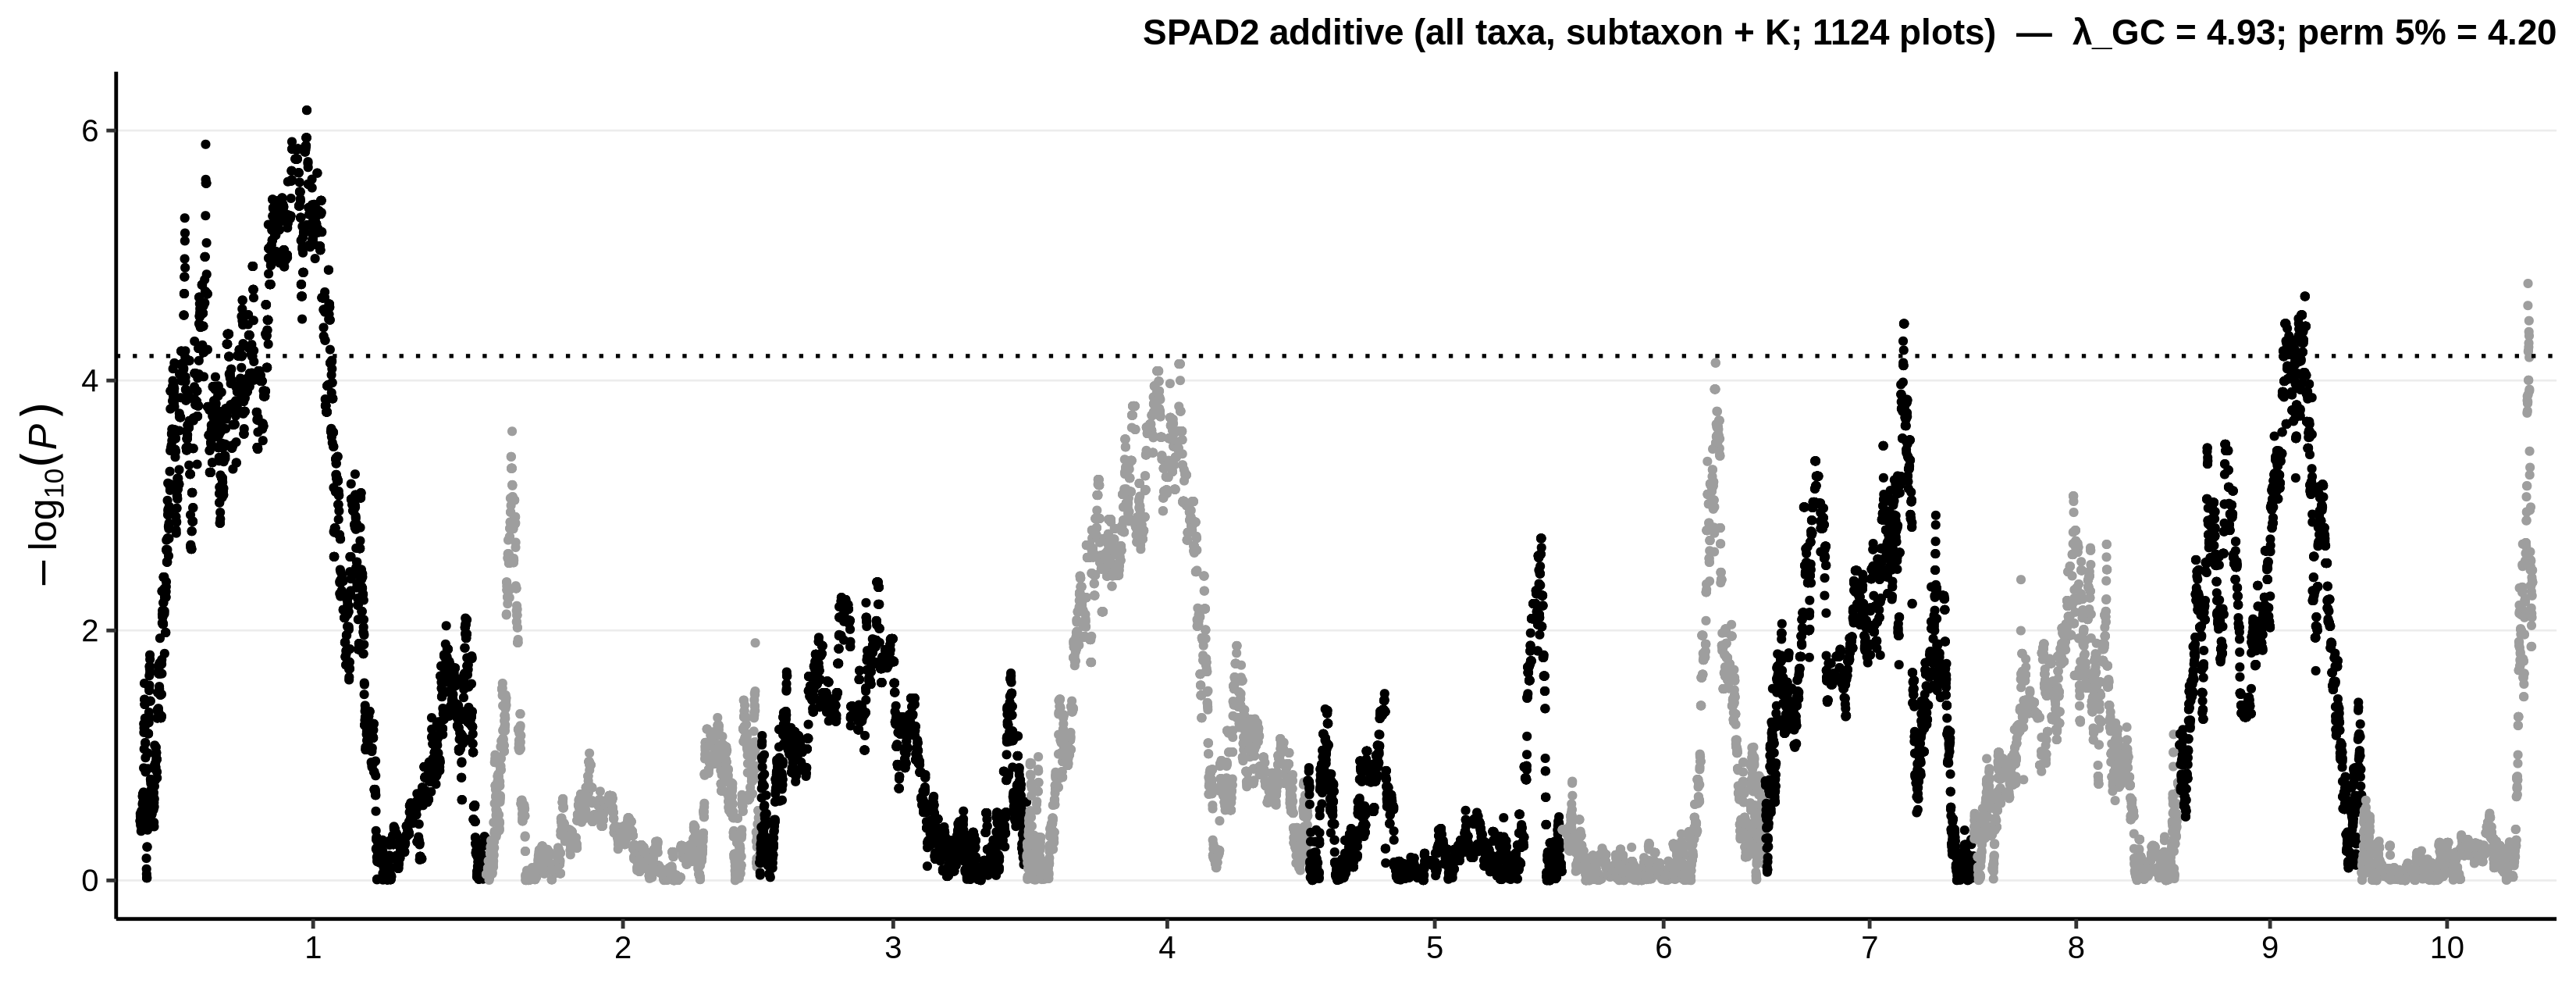 SPAD2 additive (all taxa, subtaxon + K; 1124 plots) — λ_GC = 4.93; perm 5% = 4.20
− log₁₀(P)
6
4
2
0
1 2 3 4 5 6 7 8 9 10